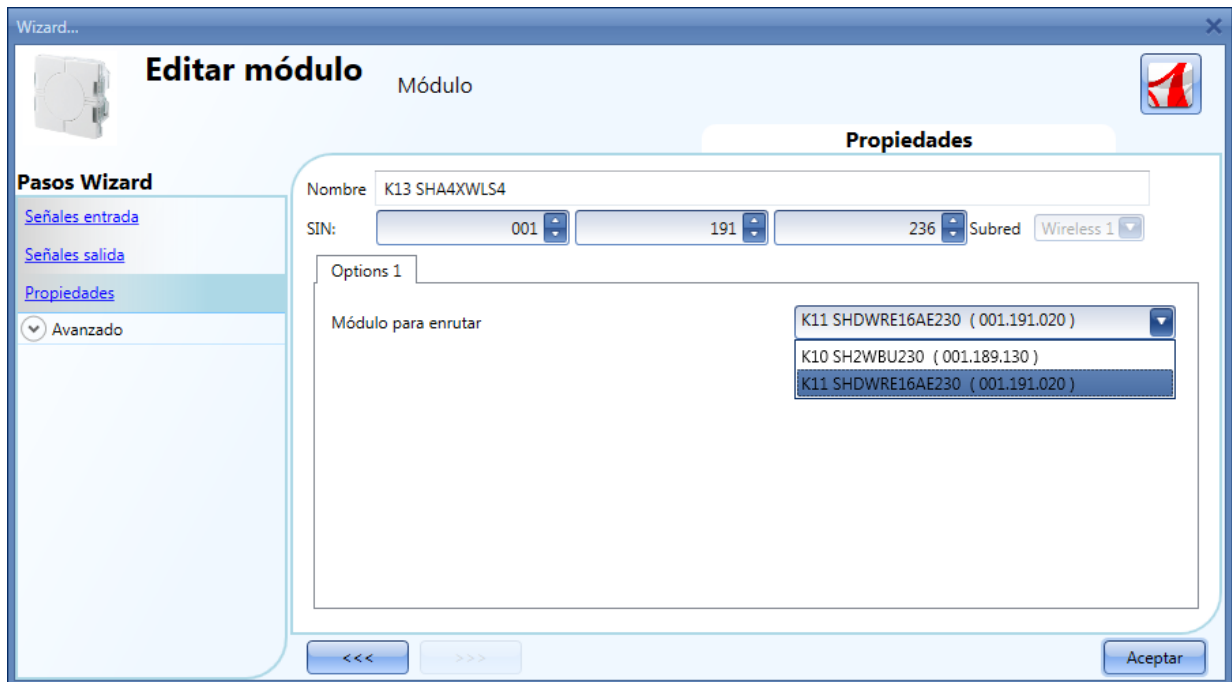 Wizard...
Editar módulo
Módulo
Propiedades
Pasos Wizard
Señales entrada
Señales salida
Propiedades
Avanzado
Nombre K13 SHA4XWLS4
SIN: 001 191 236 Subred Wireless 1
Options 1
Módulo para enrutar K11 SHDWRE16AE230 ( 001.191.020 )
K10 SH2WBU230 ( 001.189.130 )
K11 SHDWRE16AE230 ( 001.191.020 )
<<< >>> Aceptar